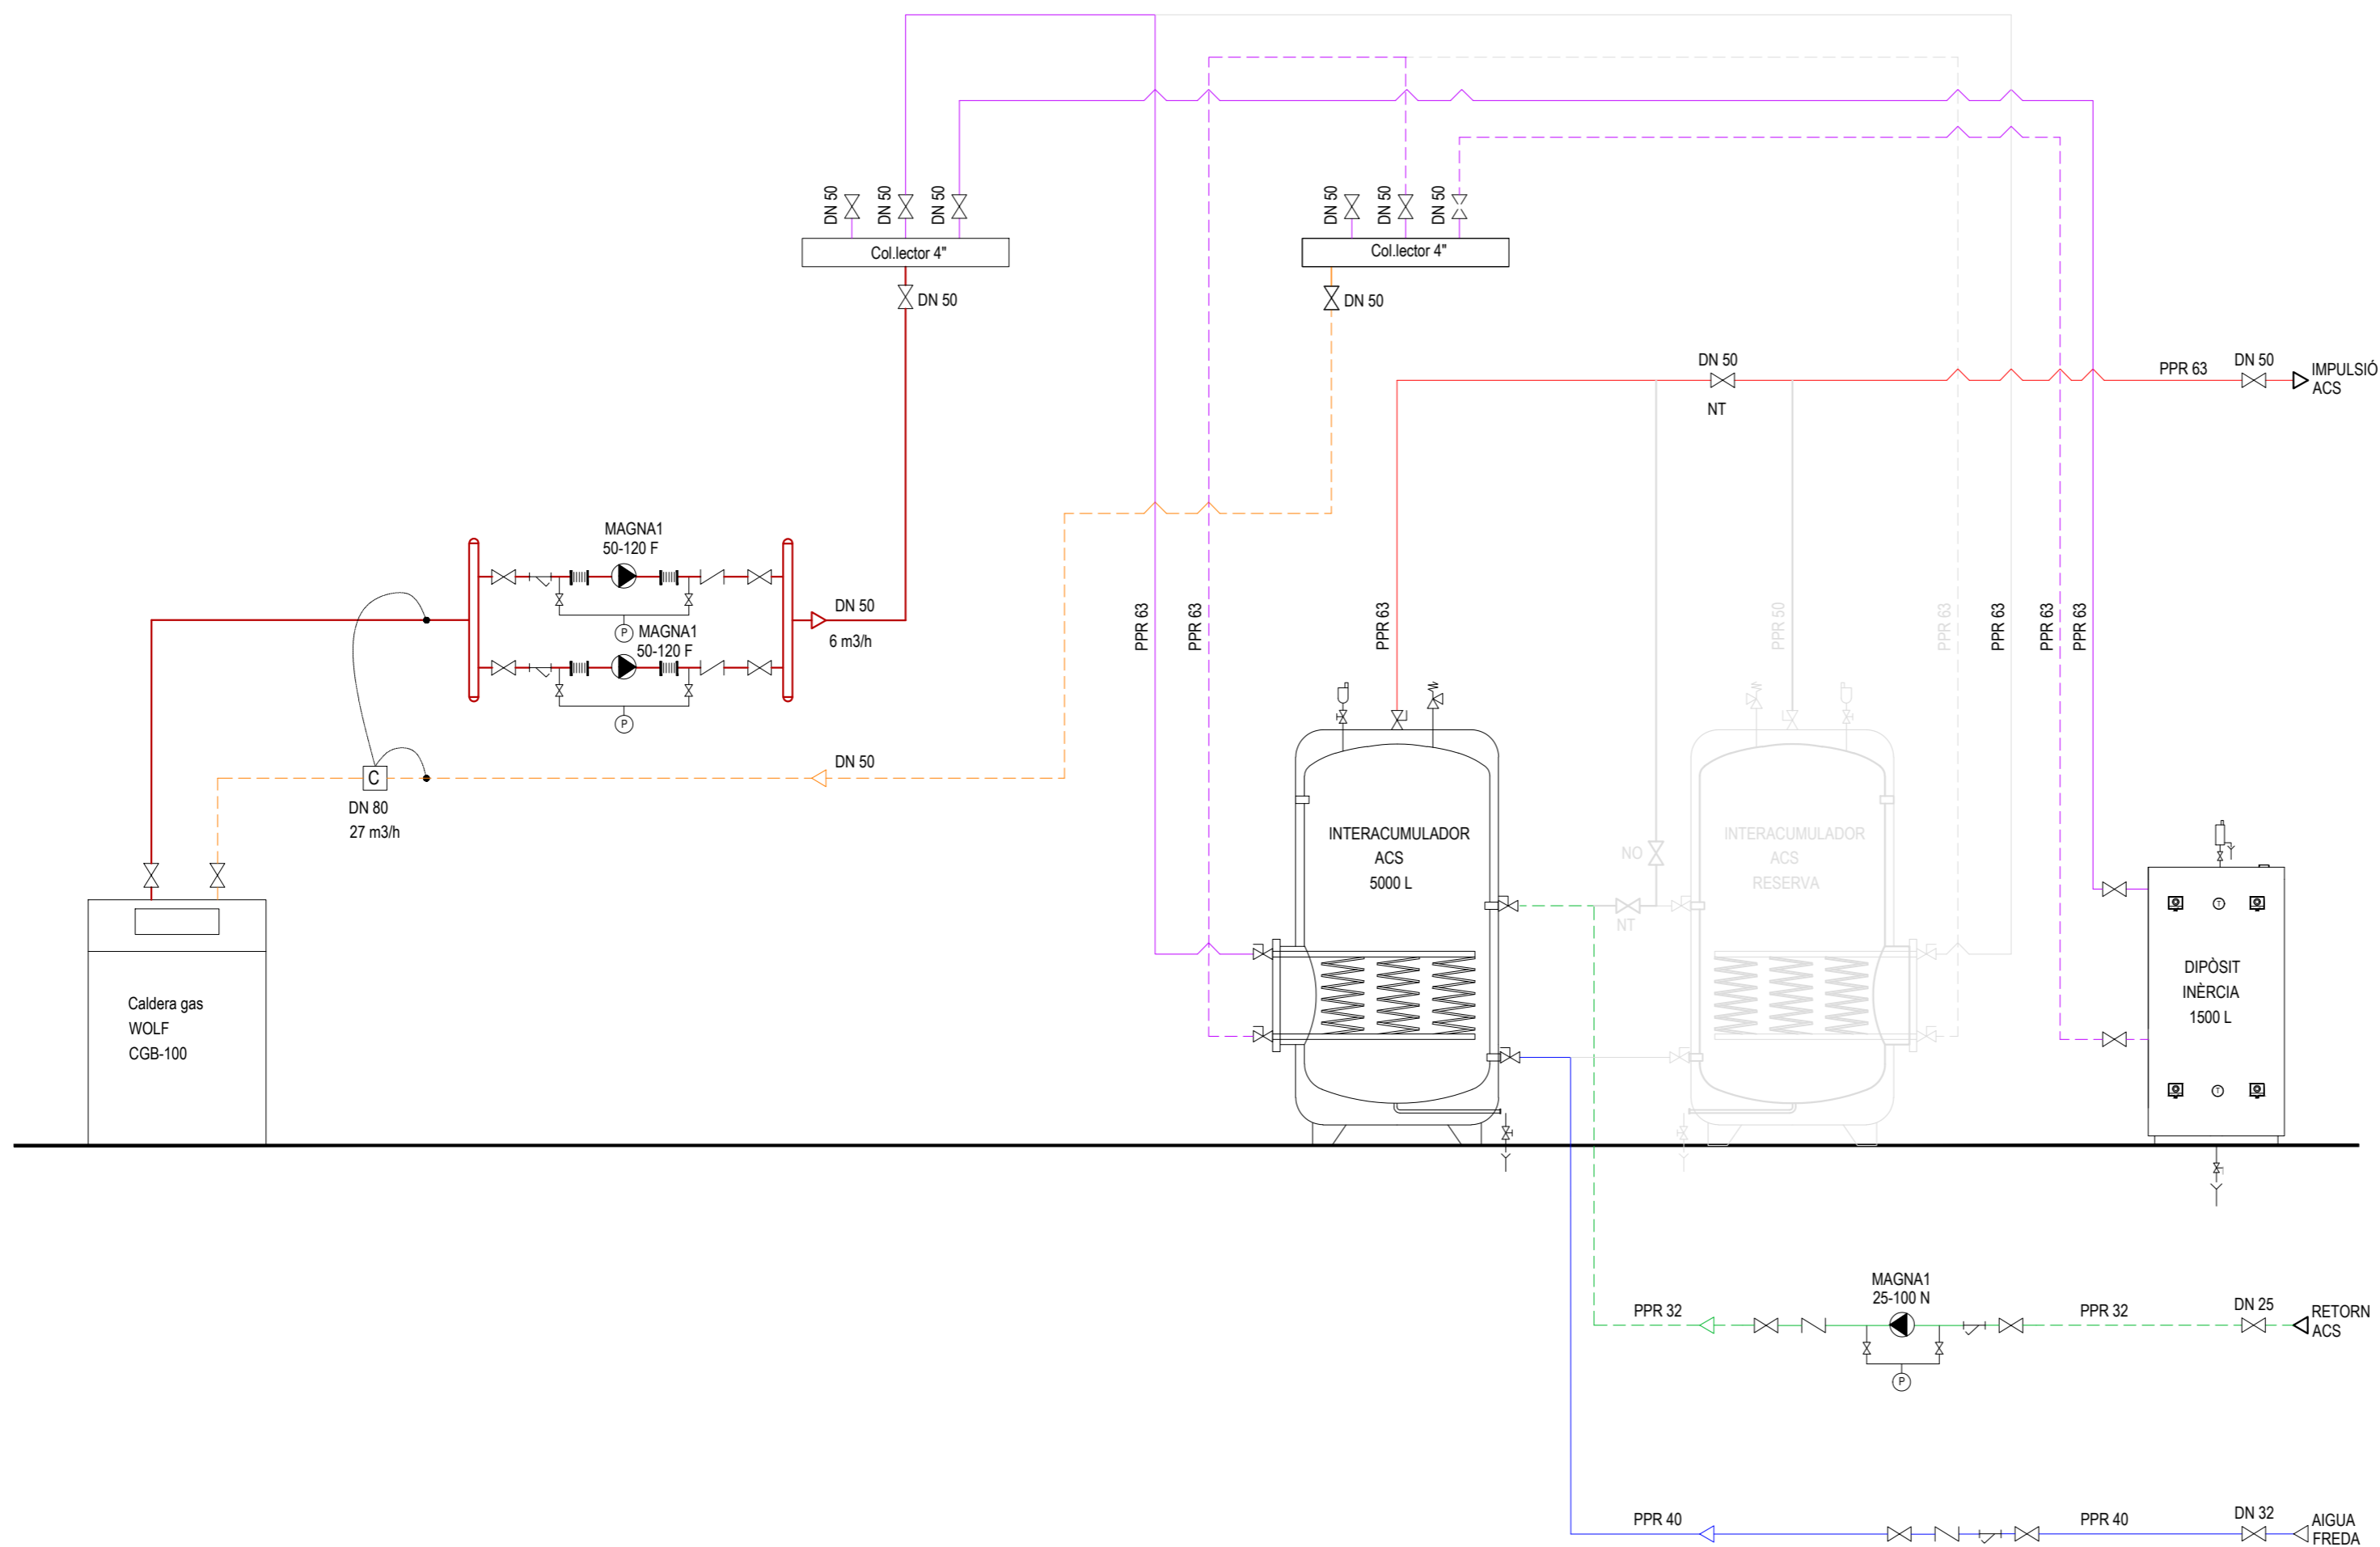 DN 50
DN 50
DN 50
DN 50
DN 50
DN 50
Col.lector 4"
Col.lector 4"
DN 50
DN 50
DN 50
NT
PPR 63
DN 50
IMPULSIÓ
ACS
MAGNA1
50-120 F
P
MAGNA1
50-120 F
P
DN 50
6 m3/h
PPR 63
PPR 63
PPR 63
PPR 50
PPR 63
PPR 63
PPR 63
PPR 63
DN 50
C
DN 80
27 m3/h
INTERACUMULADOR
ACS
5000 L
INTERACUMULADOR
ACS
RESERVA
NO
NT
Caldera gas
WOLF
CGB-100
T
DIPÒSIT
INÈRCIA
1500 L
T
MAGNA1
25-100 N
P
PPR 32
PPR 32
DN 25
RETORN
ACS
PPR 40
PPR 40
DN 32
AIGUA
FREDA